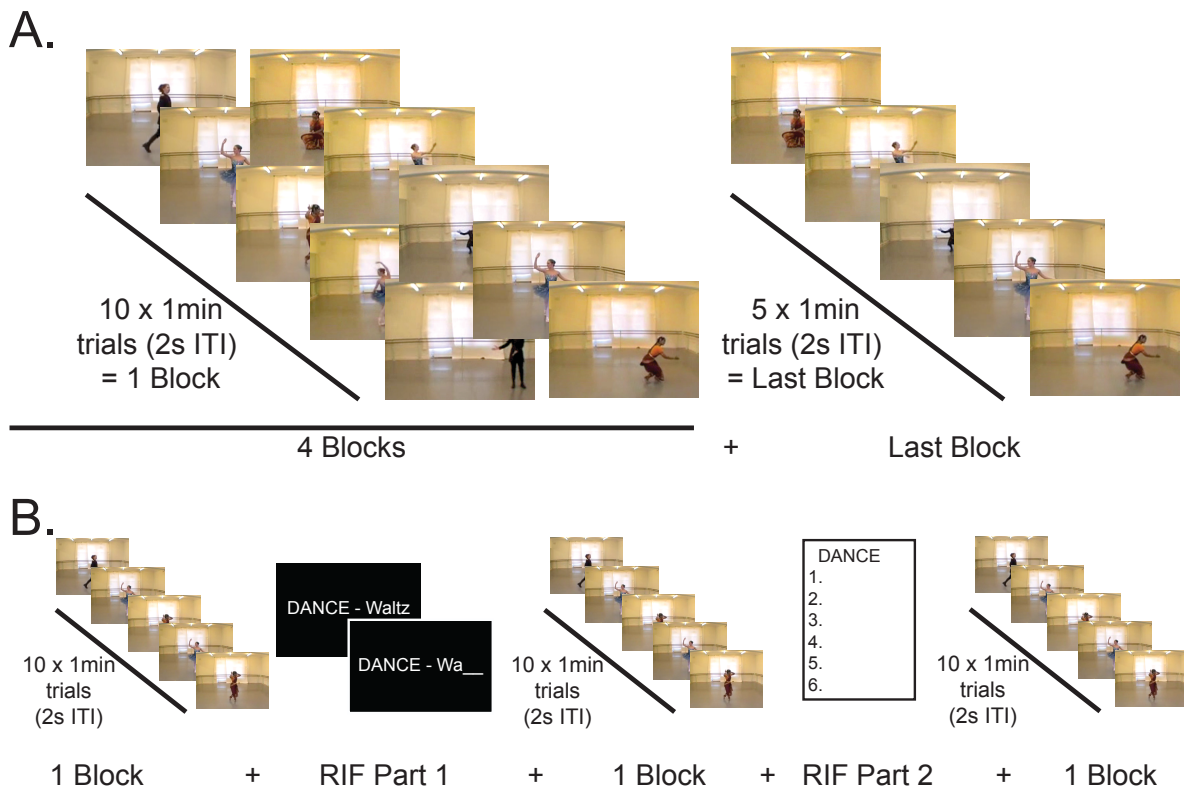 A.
10 x 1min
trials (2s ITI)
= 1 Block
5 x 1min
trials (2s ITI)
= Last Block
4 Blocks
+
Last Block
B.
10 x 1min
trials
(2s ITI)
DANCE - Waltz
DANCE - Wa__
10 x 1min
trials
(2s ITI)
DANCE
1.
2.
3.
4.
5.
6.
10 x 1min
trials
(2s ITI)
1 Block + RIF Part 1 + 1 Block + RIF Part 2 + 1 Block